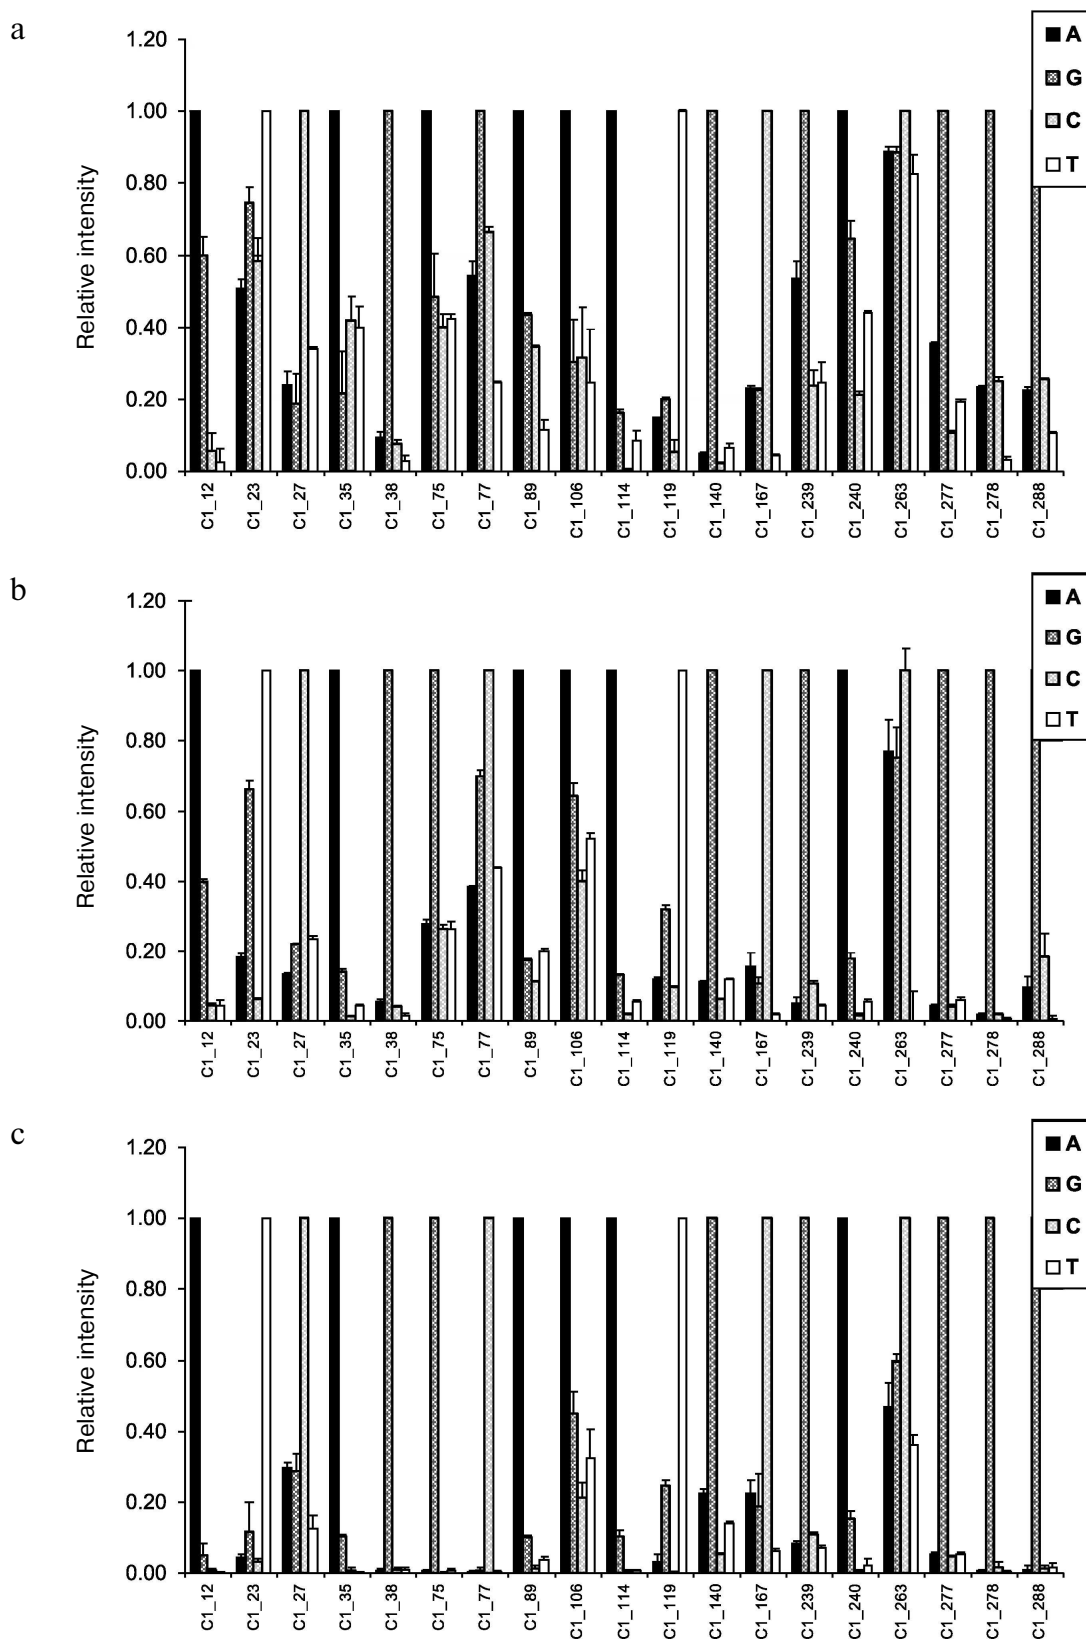 a
1.20
1.00
0.80
0.60
0.40
0.20
0.00
Relative intensity
A
G
C
T
C1_12 C1_23 C1_27 C1_35 C1_38 C1_75 C1_77 C1_89 C1_106 C1_114 C1_119 C1_140 C1_167 C1_239 C1_240 C1_263 C1_277 C1_278 C1_288
b
1.20
1.00
0.80
0.60
0.40
0.20
0.00
Relative intensity
A
G
C
T
C1_12 C1_23 C1_27 C1_35 C1_38 C1_75 C1_77 C1_89 C1_106 C1_114 C1_119 C1_140 C1_167 C1_239 C1_240 C1_263 C1_277 C1_278 C1_288
c
1.20
1.00
0.80
0.60
0.40
0.20
0.00
Relative intensity
A
G
C
T
C1_12 C1_23 C1_27 C1_35 C1_38 C1_75 C1_77 C1_89 C1_106 C1_114 C1_119 C1_140 C1_167 C1_239 C1_240 C1_263 C1_277 C1_278 C1_288